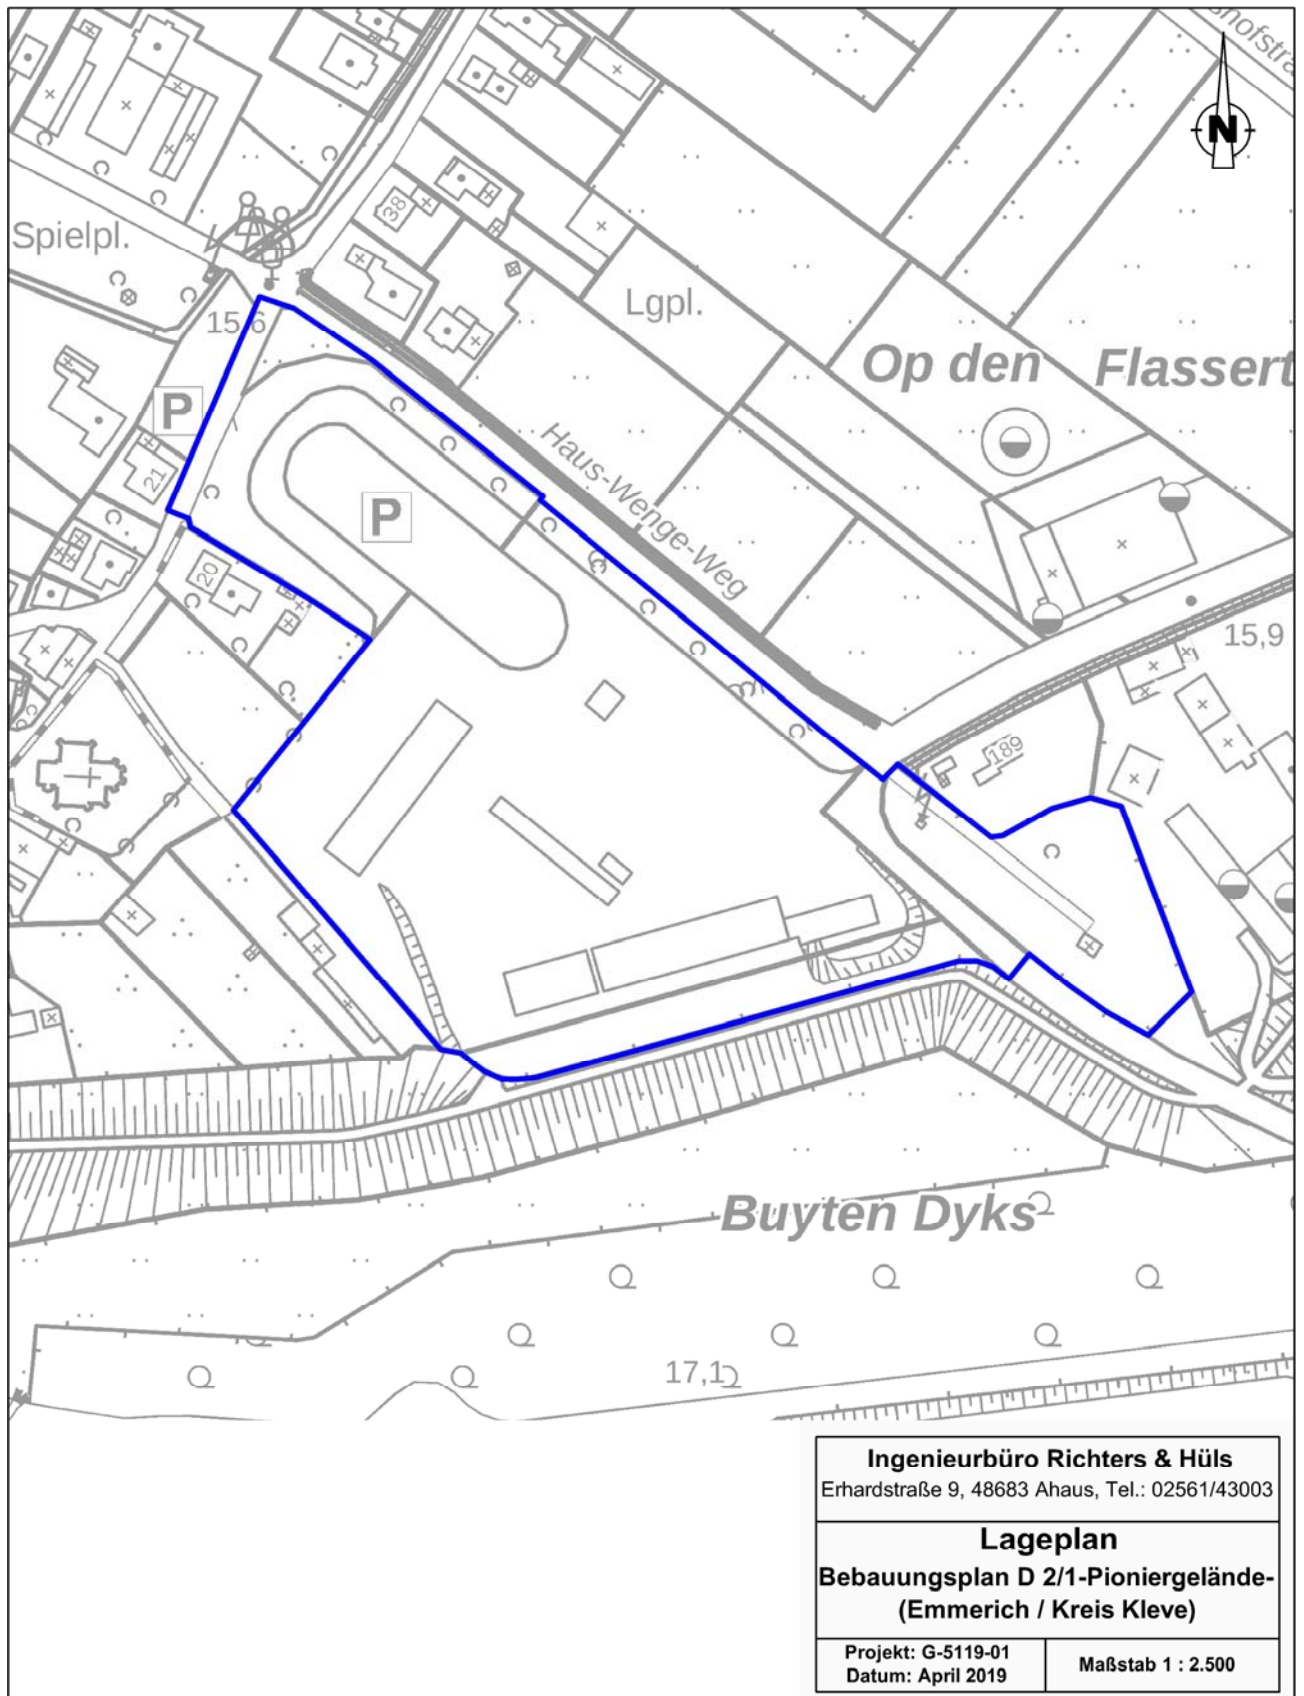 N
Spielpl.
38
Lgpl.
15,6
Op den Flassert
P
Haus-Wenge-Weg
21
P
20
15,9
189
Buyten Dyks
17,1
Ingenieurbüro Richters & Hüls
Erhardstraße 9, 48683 Ahaus, Tel.: 02561/43003
Lageplan
Bebauungsplan D 2/1-Pioniergelände-
(Emmerich / Kreis Kleve)
Projekt: G-5119-01
Datum: April 2019
Maßstab 1 : 2.500